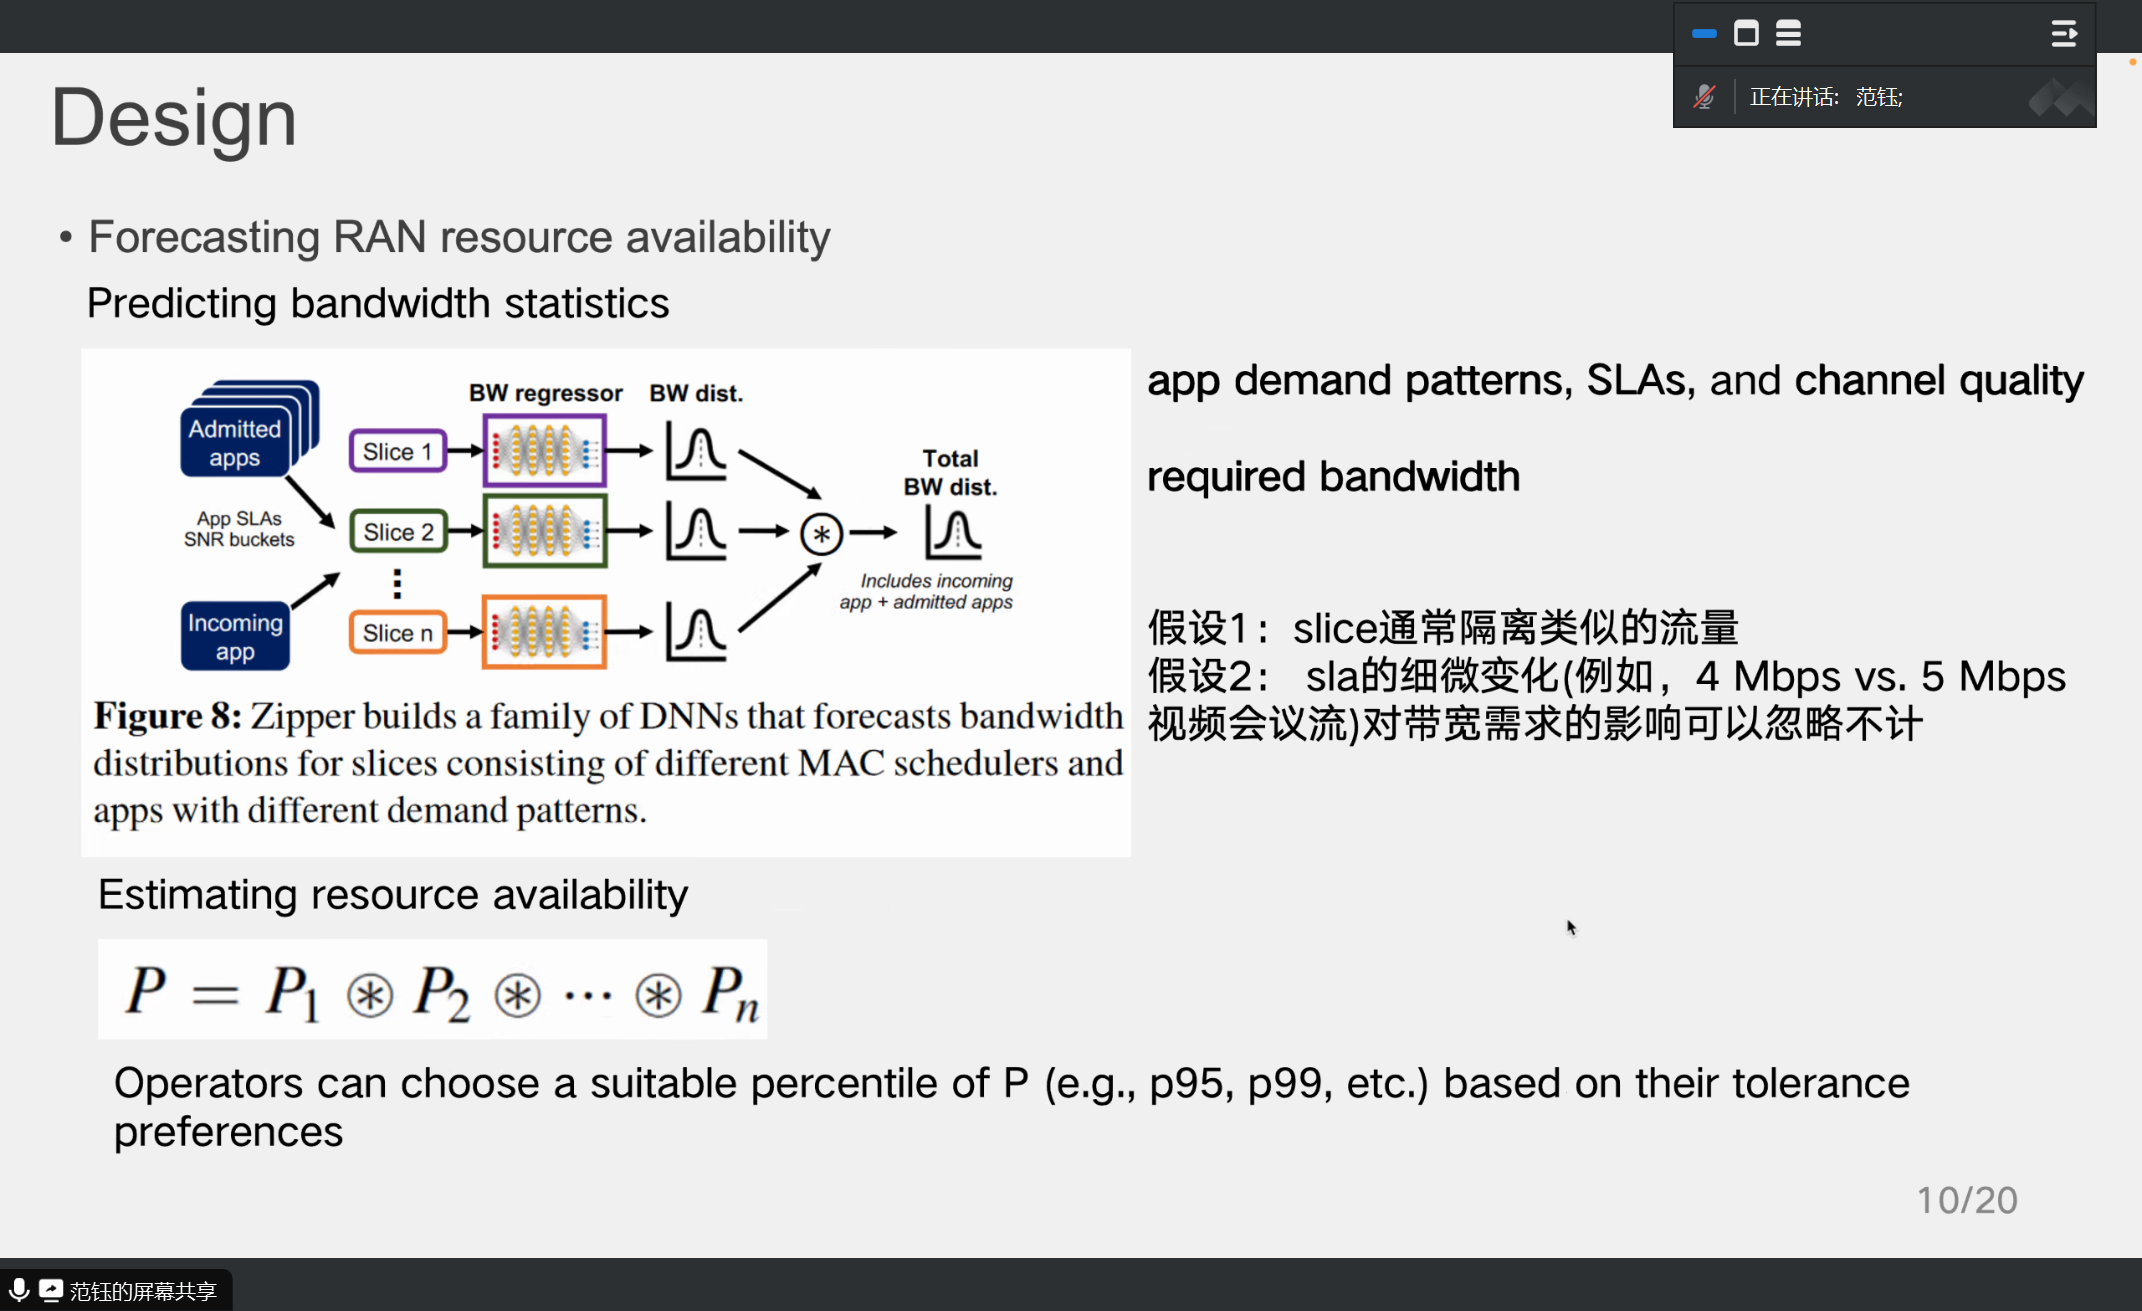 正在讲话: 范钰;
Design
• Forecasting RAN resource availability
Predicting bandwidth statistics
BW regressor
BW dist.
Admitted
apps
Slice 1
Total
BW dist.
App SLAs
SNR buckets
Slice 2
Includes incoming
app + admitted apps
Incoming
app
Slice n
Figure 8: Zipper builds a family of DNNs that forecasts bandwidth
distributions for slices consisting of different MAC schedulers and
apps with different demand patterns.
app demand patterns, SLAs, and channel quality
required bandwidth
假设1：slice通常隔离类似的流量
假设2： sla的细微变化(例如，4 Mbps vs. 5 Mbps
视频会议流)对带宽需求的影响可以忽略不计
Estimating resource availability
P = P1 ⊛ P2 ⊛ ⋯ ⊛ Pn
Operators can choose a suitable percentile of P (e.g., p95, p99, etc.) based on their tolerance
preferences
10/20
范钰的屏幕共享